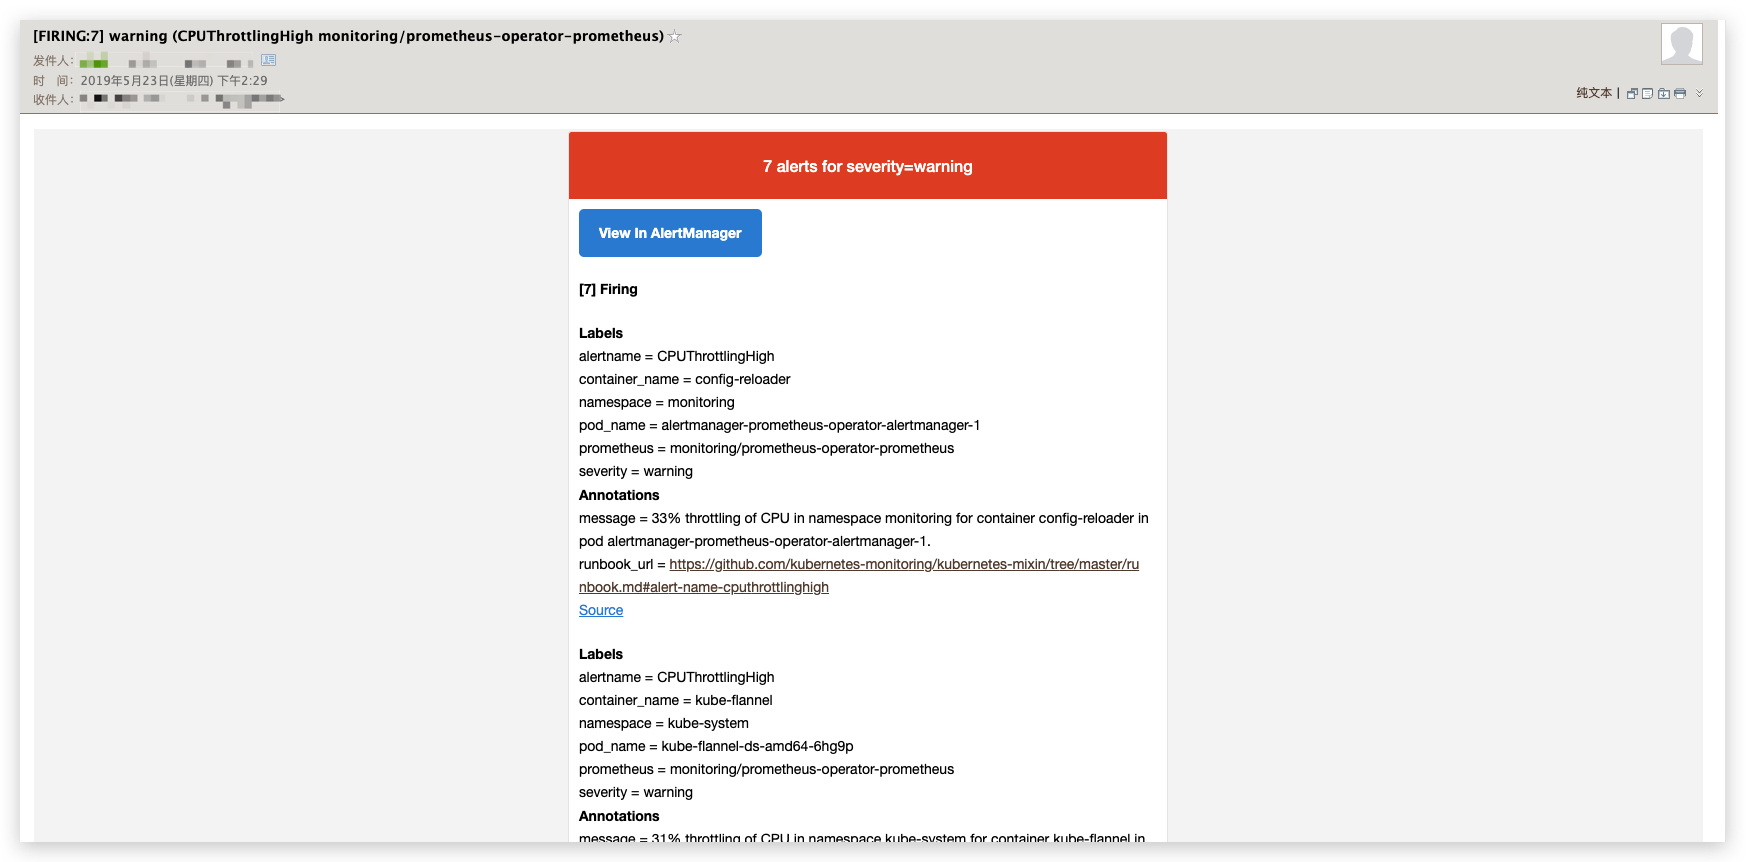 [FIRING:7] warning (CPUThrottlingHigh monitoring/prometheus-operator-prometheus)
发件人:
时 间: 2019年5月23日(星期四) 下午2:29
收件人:
纯文本 |
7 alerts for severity=warning
View In AlertManager
[7] Firing
Labels
alertname = CPUThrottlingHigh
container_name = config-reloader
namespace = monitoring
pod_name = alertmanager-prometheus-operator-alertmanager-1
prometheus = monitoring/prometheus-operator-prometheus
severity = warning
Annotations
message = 33% throttling of CPU in namespace monitoring for container config-reloader in
pod alertmanager-prometheus-operator-alertmanager-1.
runbook_url = https://github.com/kubernetes-monitoring/kubernetes-mixin/tree/master/ru
nbook.md#alert-name-cputhrottlinghigh
Source
Labels
alertname = CPUThrottlingHigh
container_name = kube-flannel
namespace = kube-system
pod_name = kube-flannel-ds-amd64-6hg9p
prometheus = monitoring/prometheus-operator-prometheus
severity = warning
Annotations
message = 31% throttling of CPU in namespace kube-system for container kube-flannel in